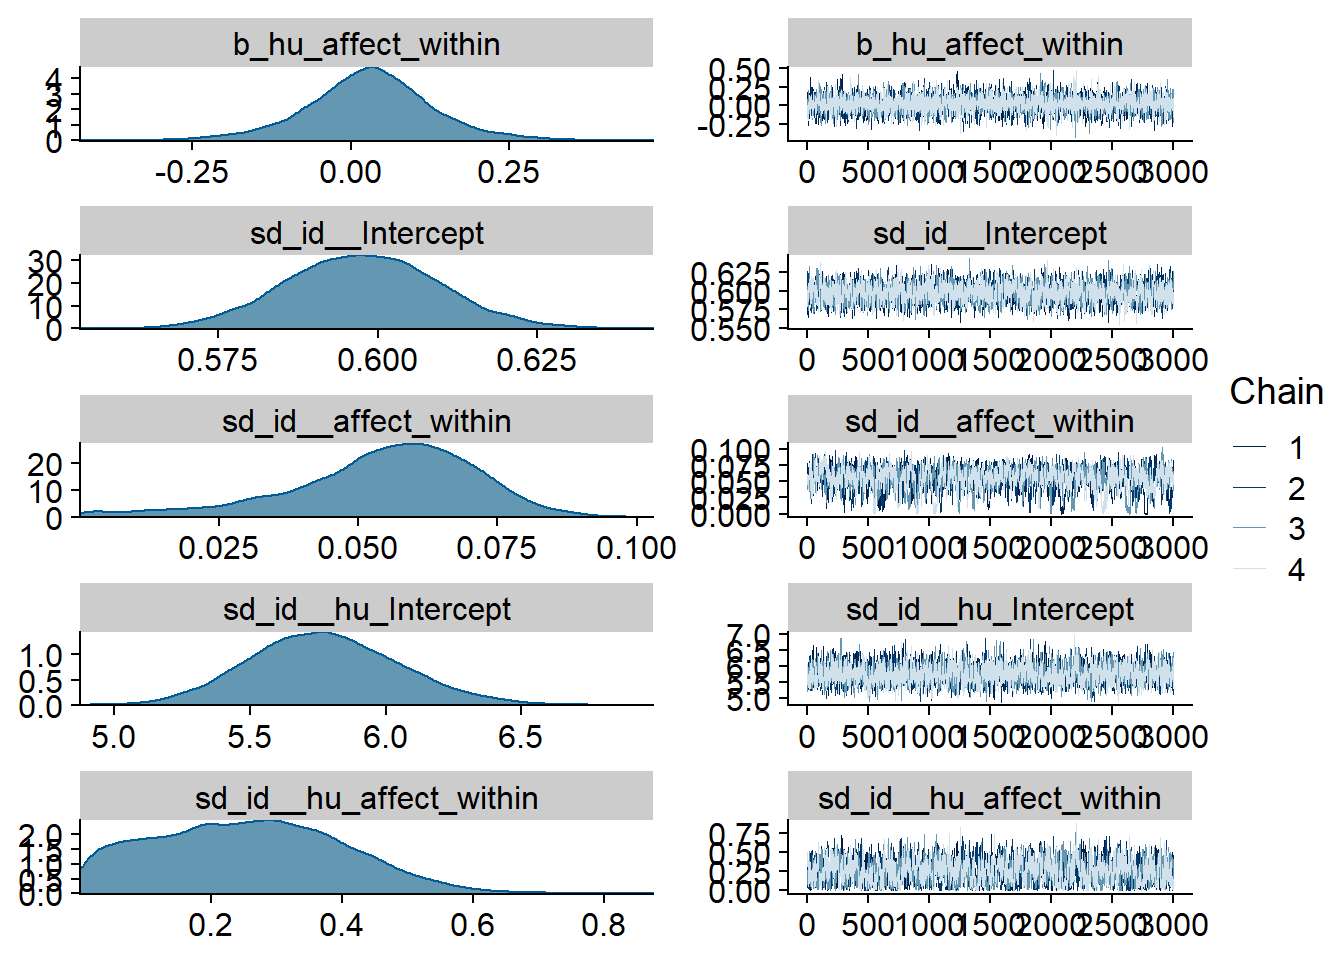 b_hu_affect_within
4
3
2
1
0
-0.25 0.00 0.25
b_hu_affect_within
0.50
0.25
0.00
-0.25
0 500 1000 1500 2000 2500 3000
sd_id__Intercept
30
20
10
0
0.575 0.600 0.625
sd_id__Intercept
0.625
0.600
0.575
0.550
0 500 1000 1500 2000 2500 3000
sd_id__affect_within
20
10
0
0.025 0.050 0.075 0.100
sd_id__affect_within
0.100
0.075
0.050
0.025
0.000
0 500 1000 1500 2000 2500 3000
sd_id__hu_Intercept
1.0
0.5
0.0
5.0 5.5 6.0 6.5
sd_id__hu_Intercept
7.0
6.5
6.0
5.5
5.0
0 500 1000 1500 2000 2500 3000
sd_id__hu_affect_within
2.0
1.5
1.0
0.5
0.0
0.2 0.4 0.6 0.8
sd_id__hu_affect_within
0.75
0.50
0.25
0.00
0 500 1000 1500 2000 2500 3000
Chain
1
2
3
4